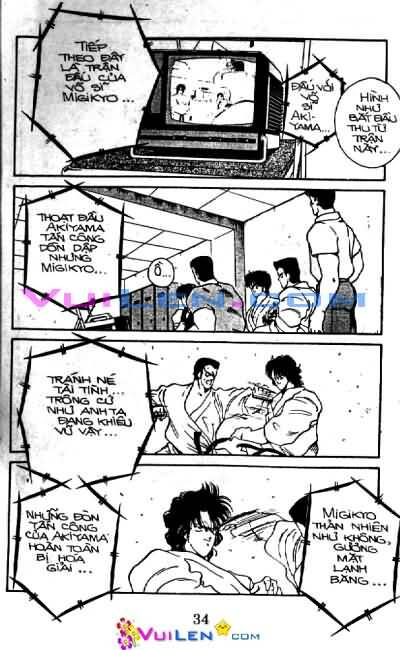 TIẾP
THEO ĐÂY
LÀ TRẬN
ĐẤU CỦA
VÕ SĨ
MIGIKYO...
ĐẤU VỚI
VÕ SĨ
AKI-
YAMA...
HÌNH
NHƯ
BẮT ĐẦU
THU TỪ
TRẬN
NÀY...
THOẠT ĐẦU
AKIYAMA
TẤN CÔNG
DỒN DẬP
NHƯNG
MIGIKYO...
Ồ...
VUILEN.COM
TRÁNH NÉ
TÀI TÌNH...
TRÔNG CỨ
NHƯ ANH TA
ĐANG KHIÊU
VŨ VẬY...
NHỮNG ĐÒN
TẤN CÔNG
CỦA AKIYAMA
HOÀN TOÀN
BỊ HÓA
GIẢI...
MIGIKYO
THẢN NHIÊN
NHƯ KHÔNG,
GƯƠNG
MẶT
LẠNH
BĂNG...
34
VUILEN.COM